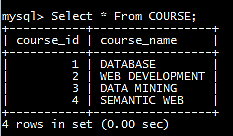 mysql> Select * From COURSE;
+-----------+-----------------+
| course_id | course_name     |
+-----------+-----------------+
|         1 | DATABASE        |
|         2 | WEB DEVELOPMENT |
|         3 | DATA MINING     |
|         4 | SEMANTIC WEB    |
+-----------+-----------------+
4 rows in set (0.00 sec)